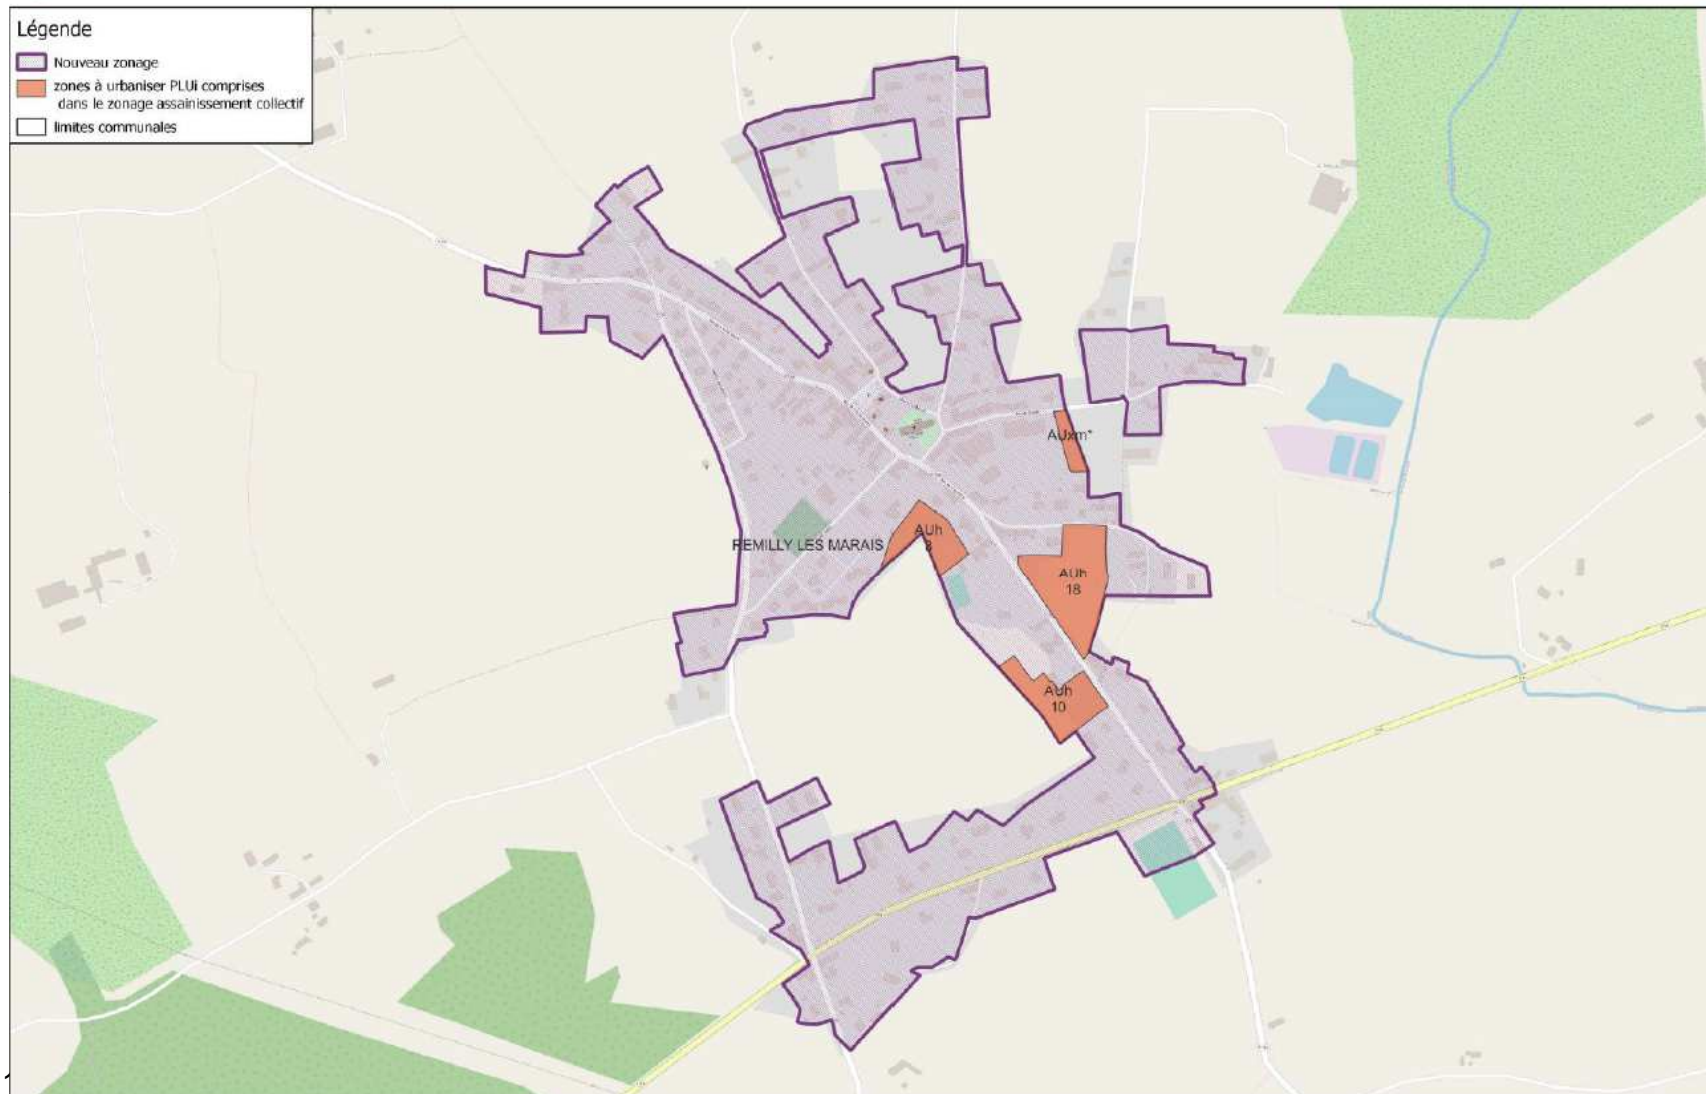 Légende
Nouveau zonage
zones à urbaniser PLUi comprises
dans le zonage assainissement collectif
limites communales
AUxm*
REMILLY LES MARAIS
AUh
3
AUh
18
AUh
10